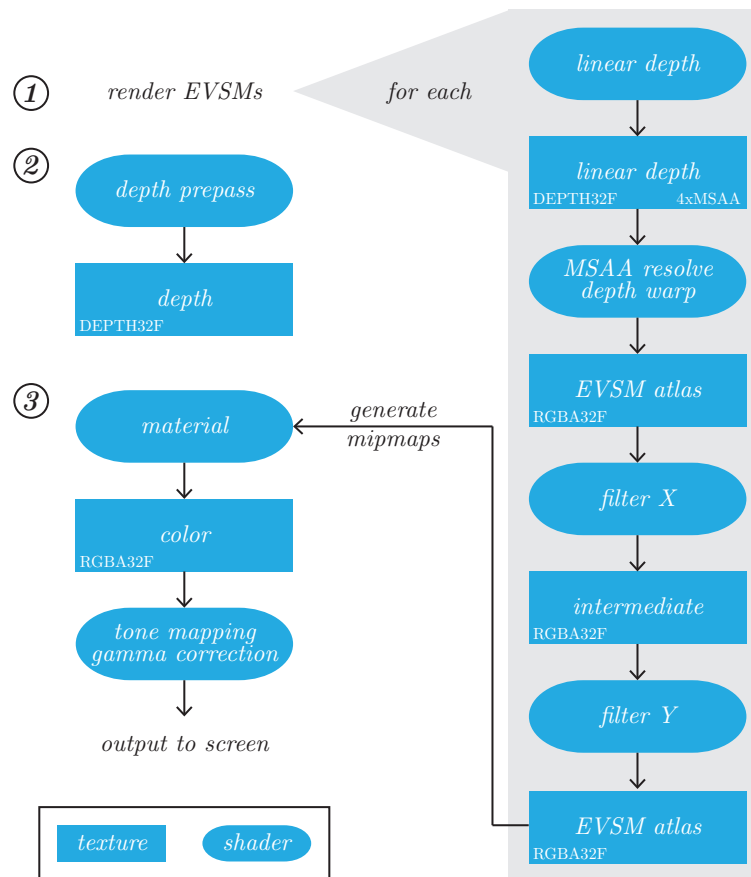 1
render EVSMs
for each
linear depth
linear depth
DEPTH32F 4xMSAA
MSAA resolve
depth warp
EVSM atlas
RGBA32F
filter X
intermediate
RGBA32F
filter Y
EVSM atlas
RGBA32F
2
depth prepass
depth
DEPTH32F
3
material
generate
mipmaps
color
RGBA32F
tone mapping
gamma correction
output to screen
texture
shader